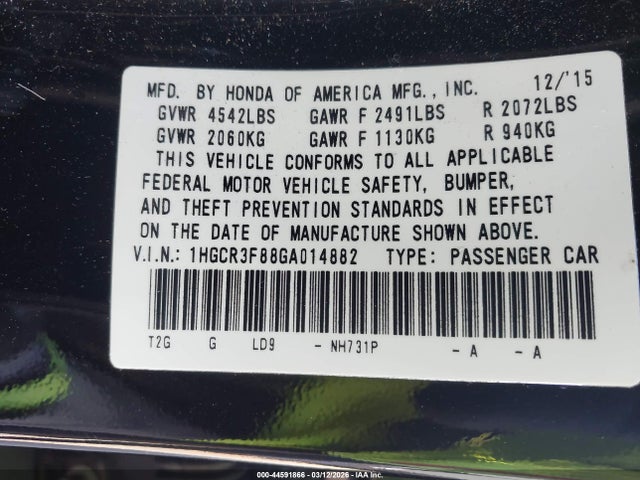 MFD. BY HONDA OF AMERICA MFG., INC. 12/'15
GVWR 4542LBS GAWR F 2491LBS R 2072LBS
GVWR 2060KG GAWR F 1130KG R 940KG
THIS VEHICLE CONFORMS TO ALL APPLICABLE
FEDERAL MOTOR VEHICLE SAFETY, BUMPER,
AND THEFT PREVENTION STANDARDS IN EFFECT
ON THE DATE OF MANUFACTURE SHOWN ABOVE.
V.I.N.: 1HGCR3F88GA014882 TYPE: PASSENGER CAR
T2G G LD9 - NH731P - A - A
000-44591866 - 03/12/2026 - IAA Inc.